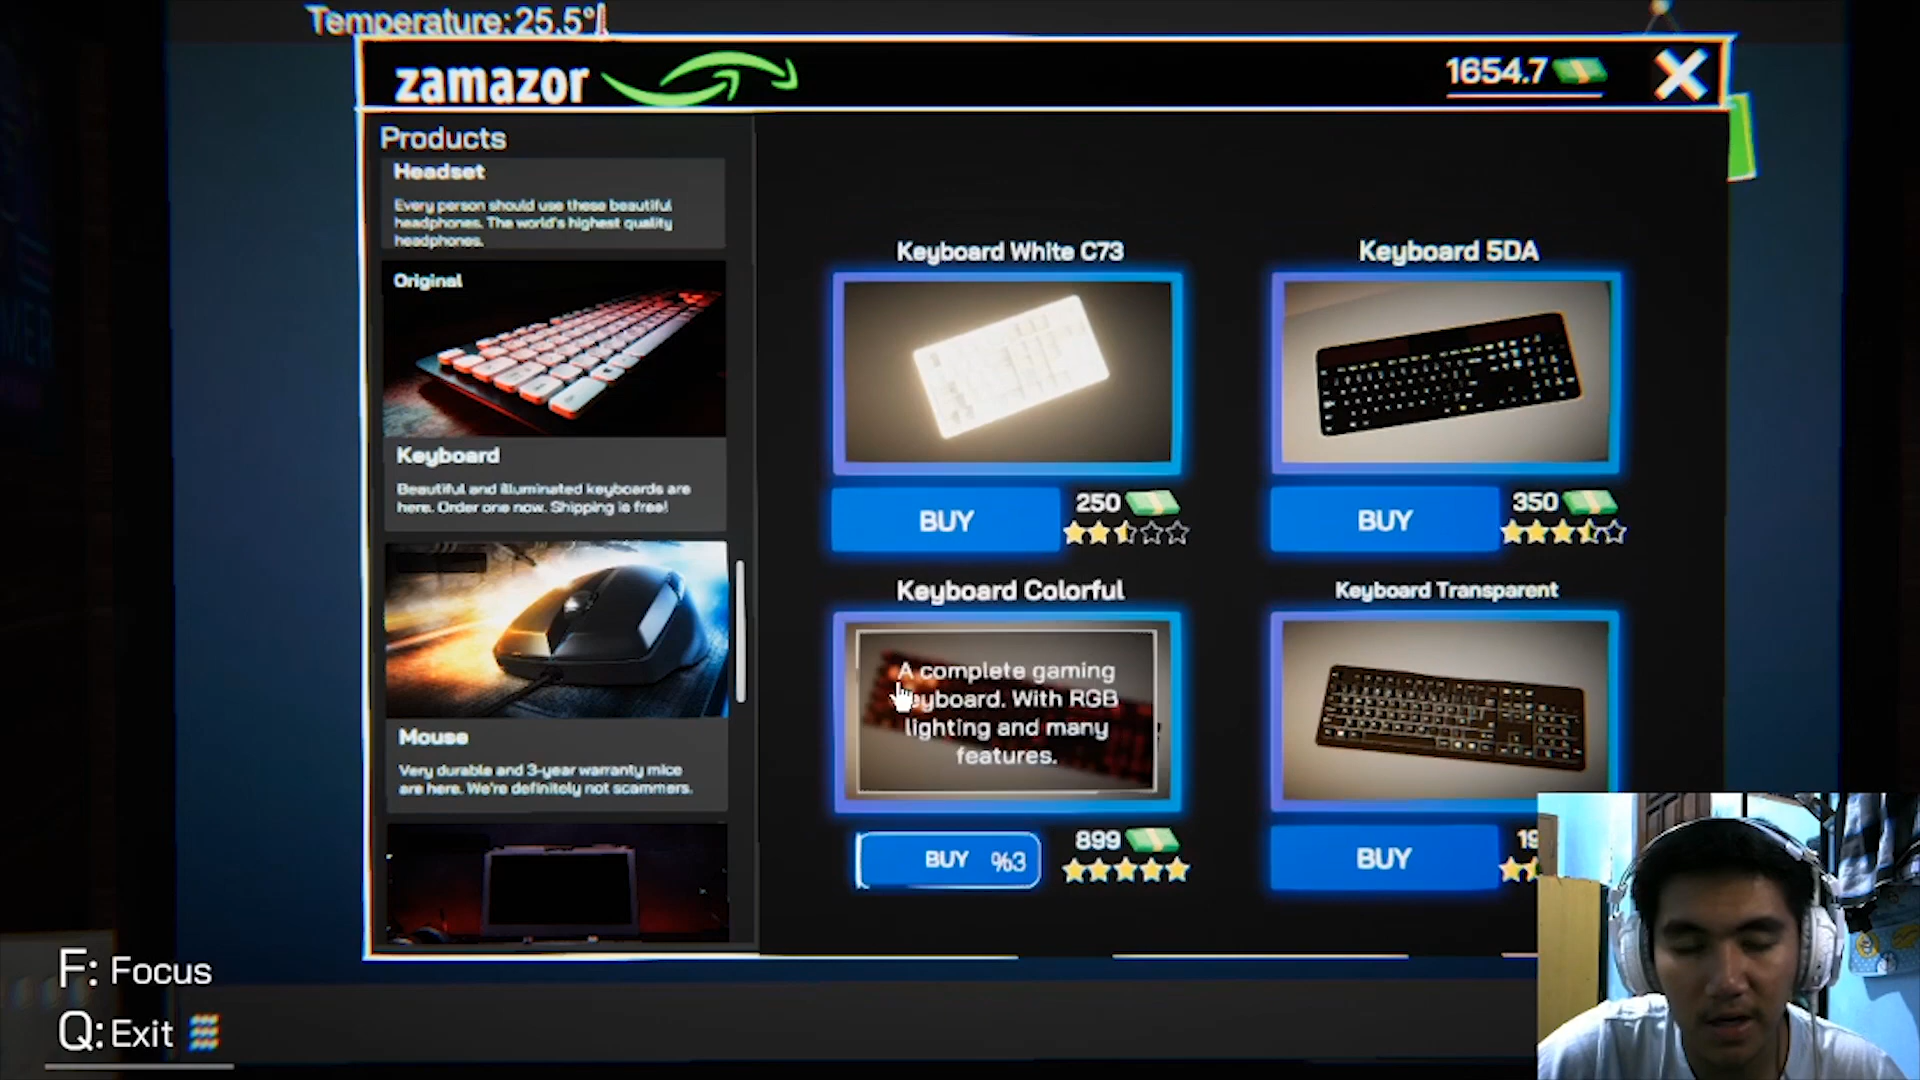 Temperature: 25.5°
zamazor
1654.7
Products
Headset
Every person should use these beautiful
headphones. The world's highest quality
headphones.
Original
Keyboard
Beautiful and illuminated keyboards are
here. Order one now. Shipping is free!
Mouse
Very durable and 3-year warranty mice
are here. We're definitely not scammers.
Keyboard White C73
BUY
250
Keyboard 5DA
BUY
350
Keyboard Colorful
A complete gaming
keyboard. With RGB
lighting and many
features.
BUY %3
899
Keyboard Transparent
BUY
19
F: Focus
Q: Exit